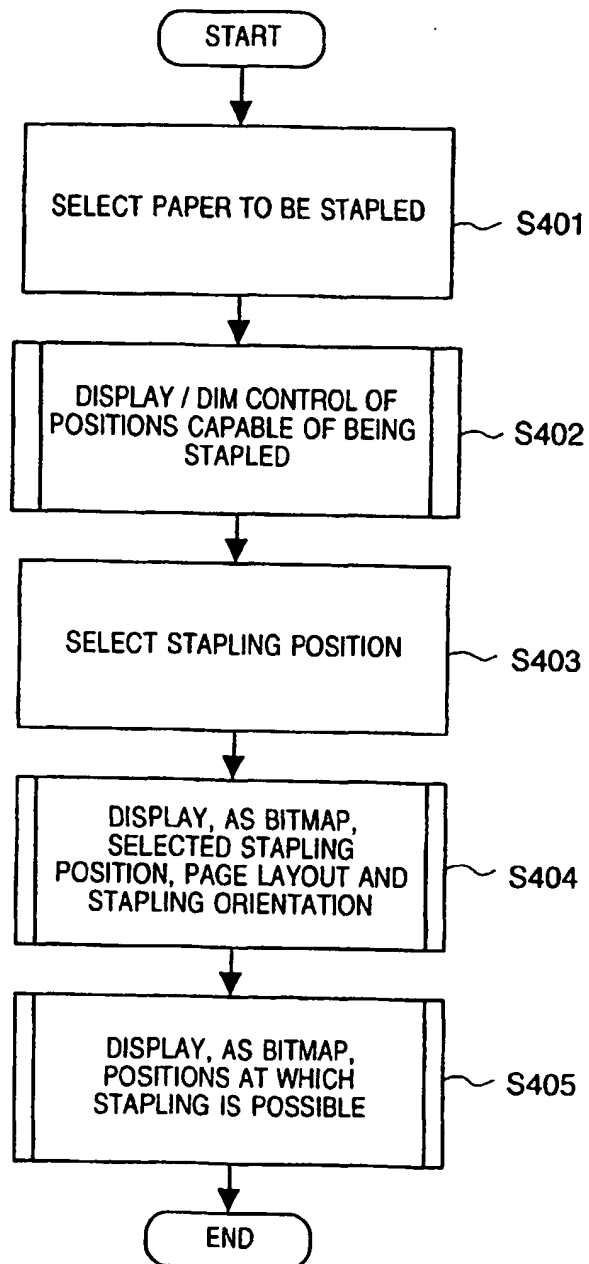 START
SELECT PAPER TO BE STAPLED
S401
DISPLAY / DIM CONTROL OF
POSITIONS CAPABLE OF BEING
STAPLED
S402
SELECT STAPLING POSITION
S403
DISPLAY, AS BITMAP,
SELECTED STAPLING
POSITION, PAGE LAYOUT AND
STAPLING ORIENTATION
S404
DISPLAY, AS BITMAP,
POSITIONS AT WHICH
STAPLING IS POSSIBLE
S405
END